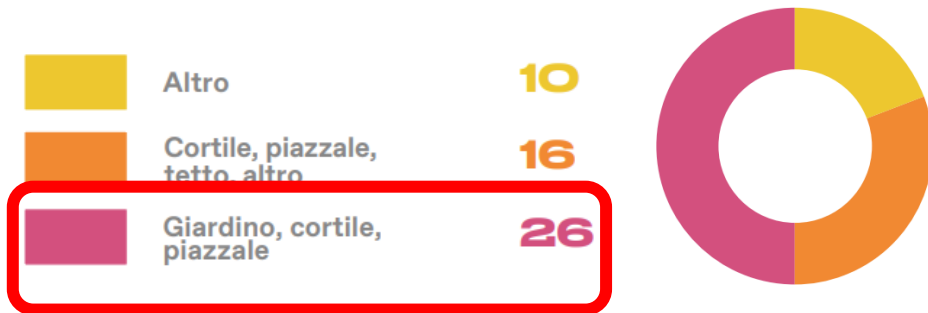 Altro 10
Cortile, piazzale, 16
tetto, altro
Giardino, cortile, 26
piazzale